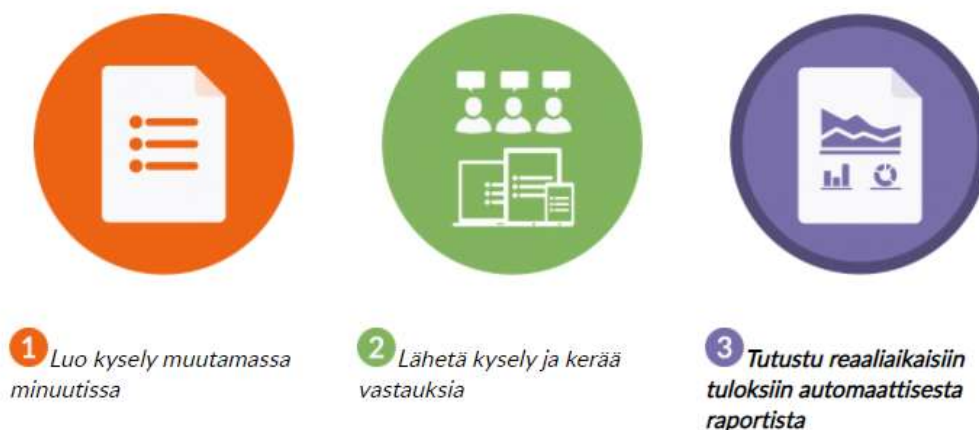 1 Luo kysely muutamassa
minuutissa
2 Lähetä kysely ja kerää
vastauksia
3 Tutustu reaaliaikaisiin
tuloksiin automaattisesta
raportista